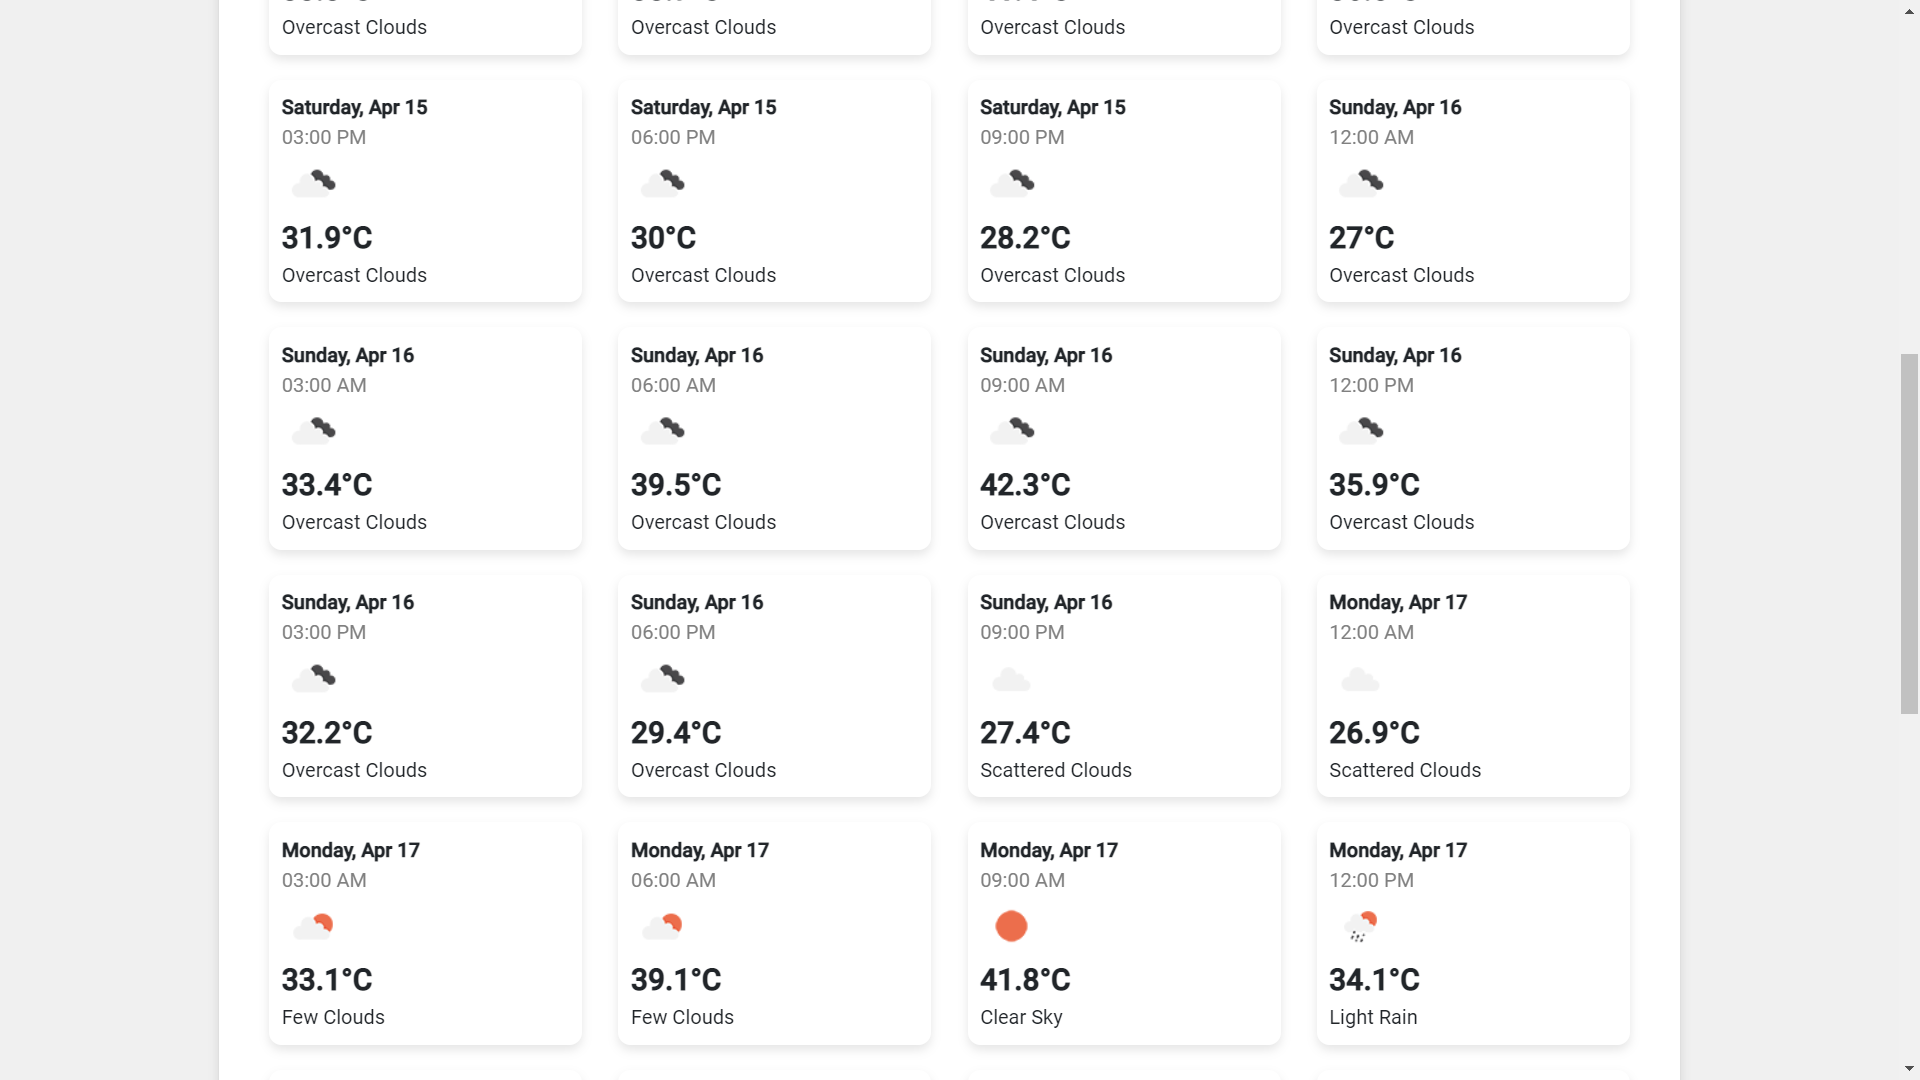 Overcast Clouds
Overcast Clouds
Overcast Clouds
Overcast Clouds
Saturday, Apr 15
03:00 PM
31.9°C
Overcast Clouds
Saturday, Apr 15
06:00 PM
30°C
Overcast Clouds
Saturday, Apr 15
09:00 PM
28.2°C
Overcast Clouds
Sunday, Apr 16
12:00 AM
27°C
Overcast Clouds
Sunday, Apr 16
03:00 AM
33.4°C
Overcast Clouds
Sunday, Apr 16
06:00 AM
39.5°C
Overcast Clouds
Sunday, Apr 16
09:00 AM
42.3°C
Overcast Clouds
Sunday, Apr 16
12:00 PM
35.9°C
Overcast Clouds
Sunday, Apr 16
03:00 PM
32.2°C
Overcast Clouds
Sunday, Apr 16
06:00 PM
29.4°C
Overcast Clouds
Sunday, Apr 16
09:00 PM
27.4°C
Scattered Clouds
Monday, Apr 17
12:00 AM
26.9°C
Scattered Clouds
Monday, Apr 17
03:00 AM
33.1°C
Few Clouds
Monday, Apr 17
06:00 AM
39.1°C
Few Clouds
Monday, Apr 17
09:00 AM
41.8°C
Clear Sky
Monday, Apr 17
12:00 PM
34.1°C
Light Rain